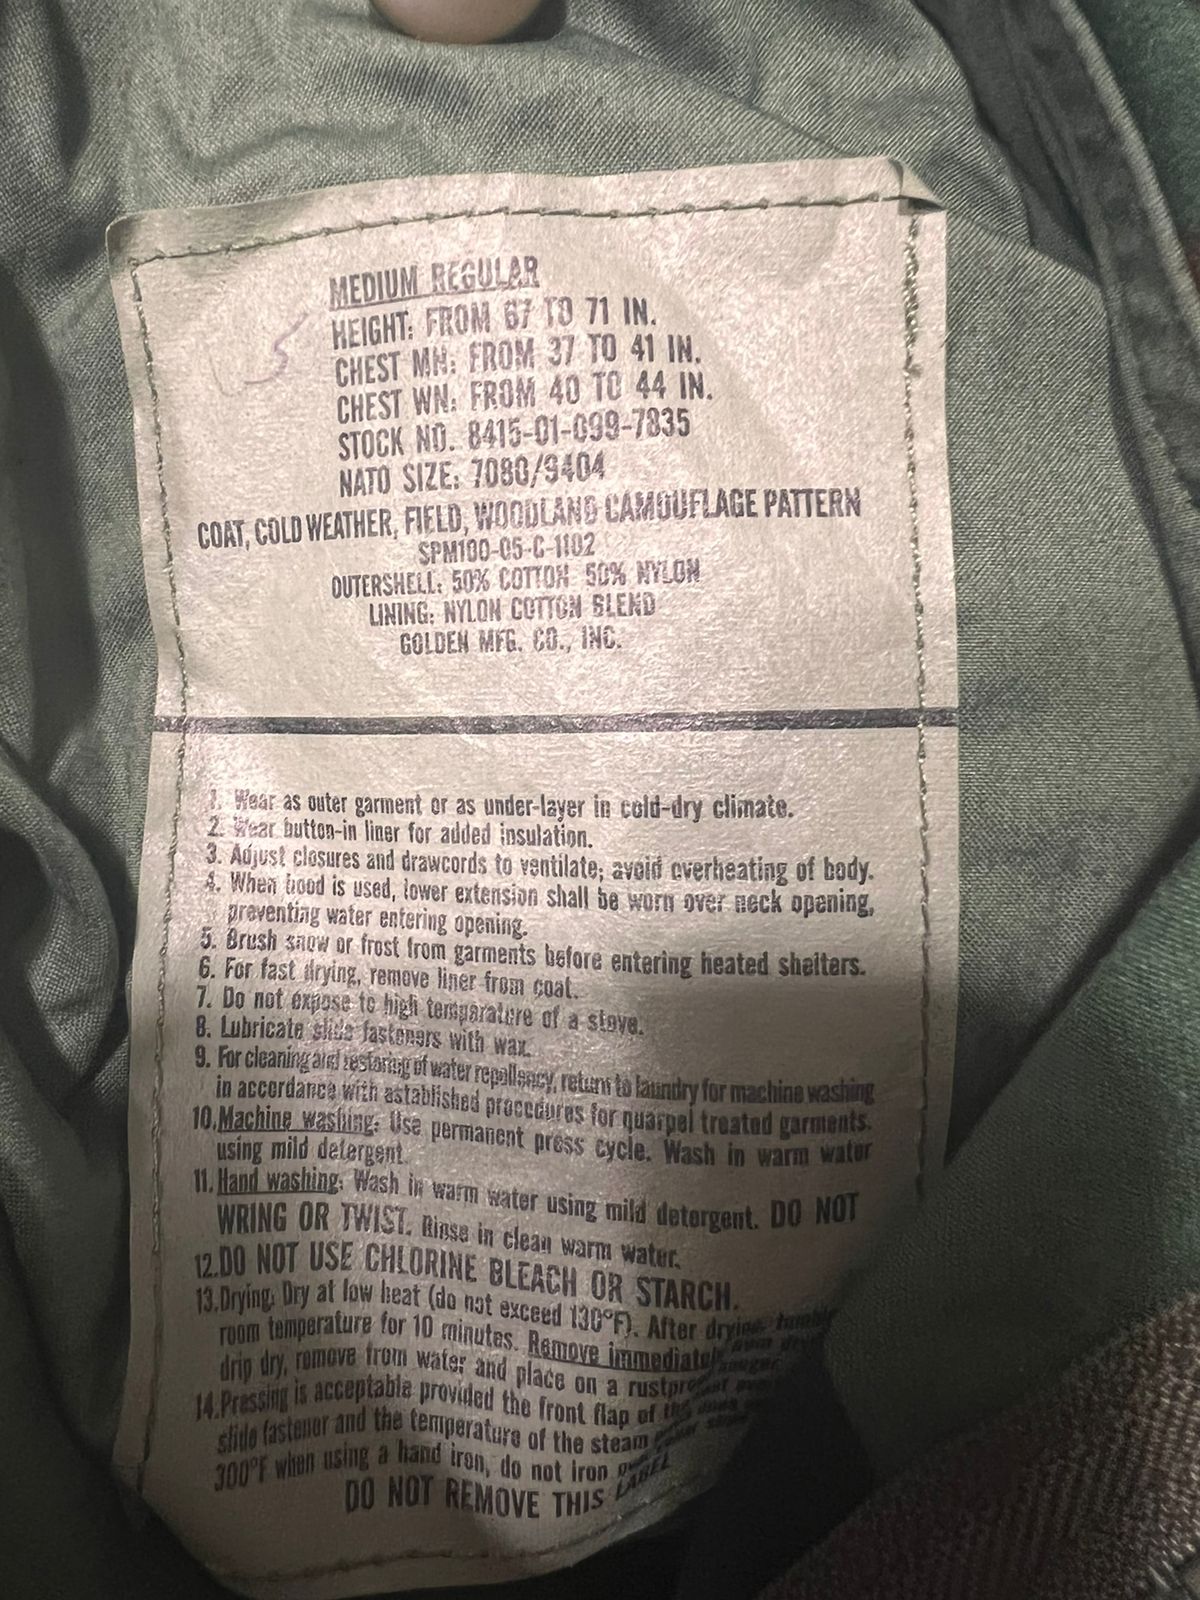 MEDIUM REGULAR
HEIGHT: FROM 67 TO 71 IN.
5
CHEST MN: FROM 37 TO 41 IN.
CHEST WN: FROM 40 TO 44 IN.
STOCK NO. 8415-01-099-7835
NATO SIZE: 7080/9404
COAT, COLD WEATHER, FIELD, WOODLAND CAMOUFLAGE PATTERN
SPM100-05-C-1102
OUTERSHELL: 50% COTTON 50% NYLON
LINING: NYLON COTTON BLEND
GOLDEN MFG. CO., INC.
1. Wear as outer garment or as under-layer in cold-dry climate.
2. Wear button-in liner for added insulation.
3. Adjust closures and drawcords to ventilate; avoid overheating of body.
4. When hood is used, lower extension shall be worn over neck opening,
preventing water entering opening.
5. Brush snow or frost from garments before entering heated shelters.
6. For fast drying, remove liner from coat.
7. Do not expose to high temperature of a stove.
8. Lubricate slide fasteners with wax.
9. For cleaning and restoring of water repellency, return to laundry for machine washing
in accordance with established procedures for quarpel treated garments.
10. Machine washing: Use permanent press cycle. Wash in warm water
using mild detergent.
11. Hand washing: Wash in warm water using mild detergent. DO NOT
WRING OR TWIST. Rinse in clean warm water.
12. DO NOT USE CHLORINE BLEACH OR STARCH.
13. Drying: Dry at low heat (do not exceed 130°F). After drying, tumble
room temperature for 10 minutes. Remove immediately from
drip dry, remove from water and place on a rustproof hanger.
14. Pressing is acceptable provided the front flap of the
slide fastener and the temperature of the steam
300°F when using a hand iron, do not iron over
DO NOT REMOVE THIS LABEL